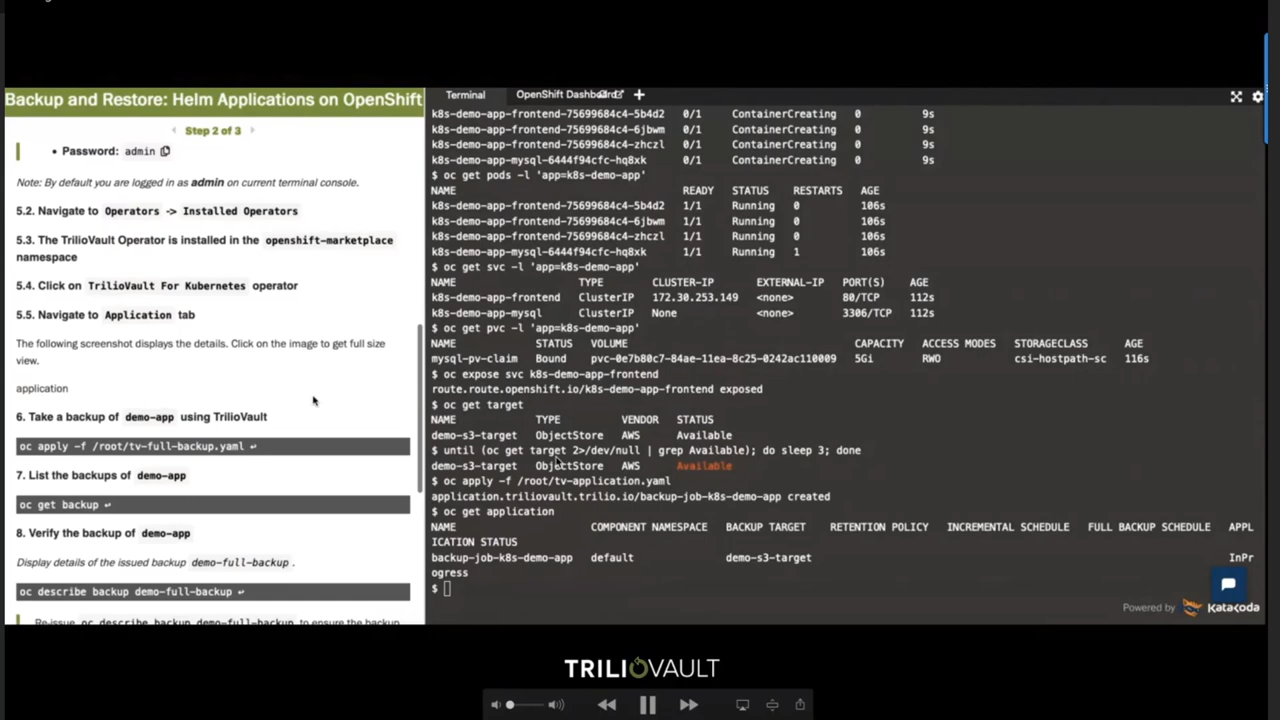 Backup and Restore: Helm Applications on OpenShift
Step 2 of 3
• Password: admin
Note: By default you are logged in as admin on current terminal console.
5.2. Navigate to Operators -> Installed Operators
5.3. The TrilioVault Operator is installed in the openshift-marketplace
namespace
5.4. Click on TrilioVault For Kubernetes operator
5.5. Navigate to Application tab
The following screenshot displays the details. Click on the image to get full size
view.
application
6. Take a backup of demo-app using TrilioVault
oc apply -f /root/tv-full-backup.yaml ↩
7. List the backups of demo-app
oc get backup ↩
8. Verify the backup of demo-app
Display details of the issued backup demo-full-backup .
oc describe backup demo-full-backup ↩
Re-issue oc describe backup demo-full-backup to ensure the backup
Terminal OpenShift Dashboard +
k8s-demo-app-frontend-75699684c4-5b4d2 0/1 ContainerCreating 0 9s
k8s-demo-app-frontend-75699684c4-6jbwm 0/1 ContainerCreating 0 9s
k8s-demo-app-frontend-75699684c4-zhczl 0/1 ContainerCreating 0 9s
k8s-demo-app-mysql-6444f94cfc-hq8xk 0/1 ContainerCreating 0 9s
$ oc get pods -l 'app=k8s-demo-app'
NAME READY STATUS RESTARTS AGE
k8s-demo-app-frontend-75699684c4-5b4d2 1/1 Running 0 106s
k8s-demo-app-frontend-75699684c4-6jbwm 1/1 Running 0 106s
k8s-demo-app-frontend-75699684c4-zhczl 1/1 Running 0 106s
k8s-demo-app-mysql-6444f94cfc-hq8xk 1/1 Running 1 106s
$ oc get svc -l 'app=k8s-demo-app'
NAME TYPE CLUSTER-IP EXTERNAL-IP PORT(S) AGE
k8s-demo-app-frontend ClusterIP 172.30.253.149 <none> 80/TCP 112s
k8s-demo-app-mysql ClusterIP None <none> 3306/TCP 112s
$ oc get pvc -l 'app=k8s-demo-app'
NAME STATUS VOLUME CAPACITY ACCESS MODES STORAGECLASS AGE
mysql-pv-claim Bound pvc-0e7b80c7-84ae-11ea-8c25-0242ac110009 5Gi RWO csi-hostpath-sc 116s
$ oc expose svc k8s-demo-app-frontend
route.route.openshift.io/k8s-demo-app-frontend exposed
$ oc get target
NAME TYPE VENDOR STATUS
demo-s3-target ObjectStore AWS Available
$ until (oc get target 2>/dev/null | grep Available); do sleep 3; done
demo-s3-target ObjectStore AWS Available
$ oc apply -f /root/tv-application.yaml
application.triliovault.trilio.io/backup-job-k8s-demo-app created
$ oc get application
NAME COMPONENT NAMESPACE BACKUP TARGET RETENTION POLICY INCREMENTAL SCHEDULE FULL BACKUP SCHEDULE APPL
ICATION STATUS
backup-job-k8s-demo-app default demo-s3-target InPr
ogress
$
Powered by Katakoda
TRILIOVAULT